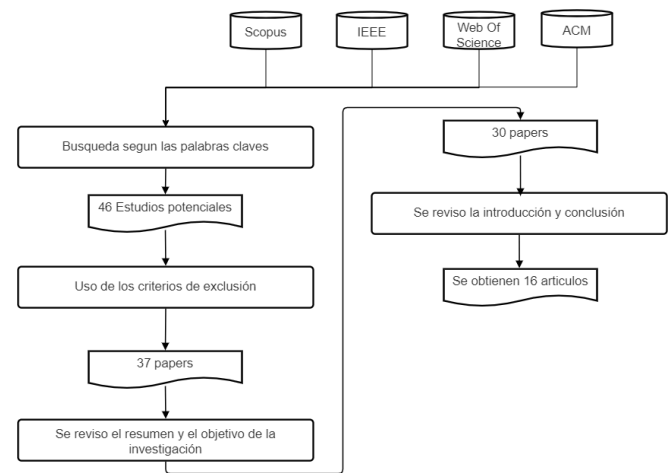 Scopus
IEEE
Web Of
Science
ACM
Busqueda segun las palabras claves
46 Estudios potenciales
Uso de los criterios de exclusión
37 papers
Se reviso el resumen y el objetivo de la
investigación
30 papers
Se reviso la introducción y conclusión
Se obtienen 16 articulos